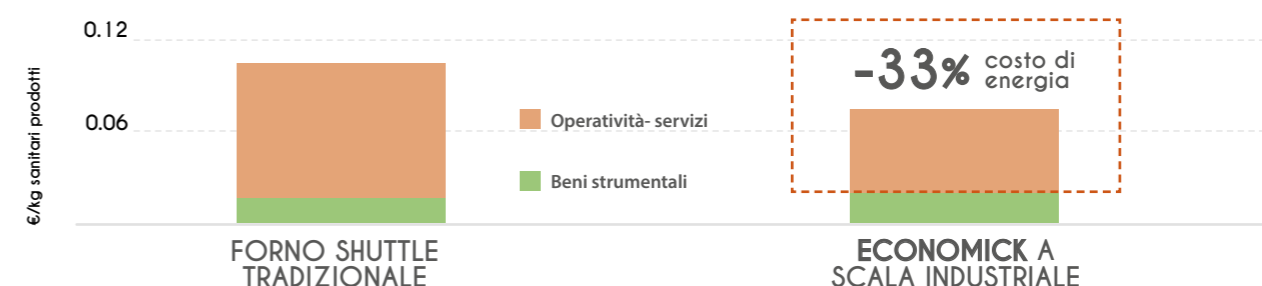 0.12
0.06
€/kg sanitari prodotti
-33% costo di
energia
Operatività- servizi
Beni strumentali
FORNO SHUTTLE
TRADIZIONALE
ECONOMICK A
SCALA INDUSTRIALE